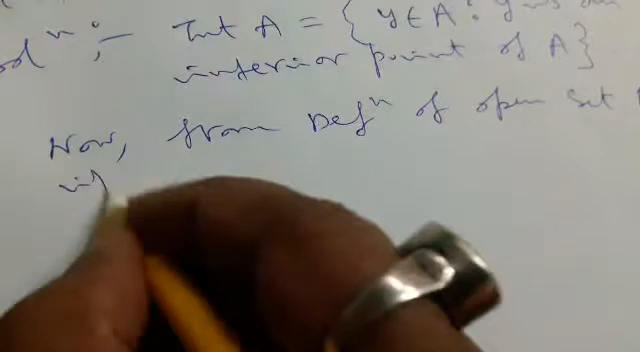 Int A = { y ∈ A : y is an
interior point of A }
Now, from Defⁿ of open set